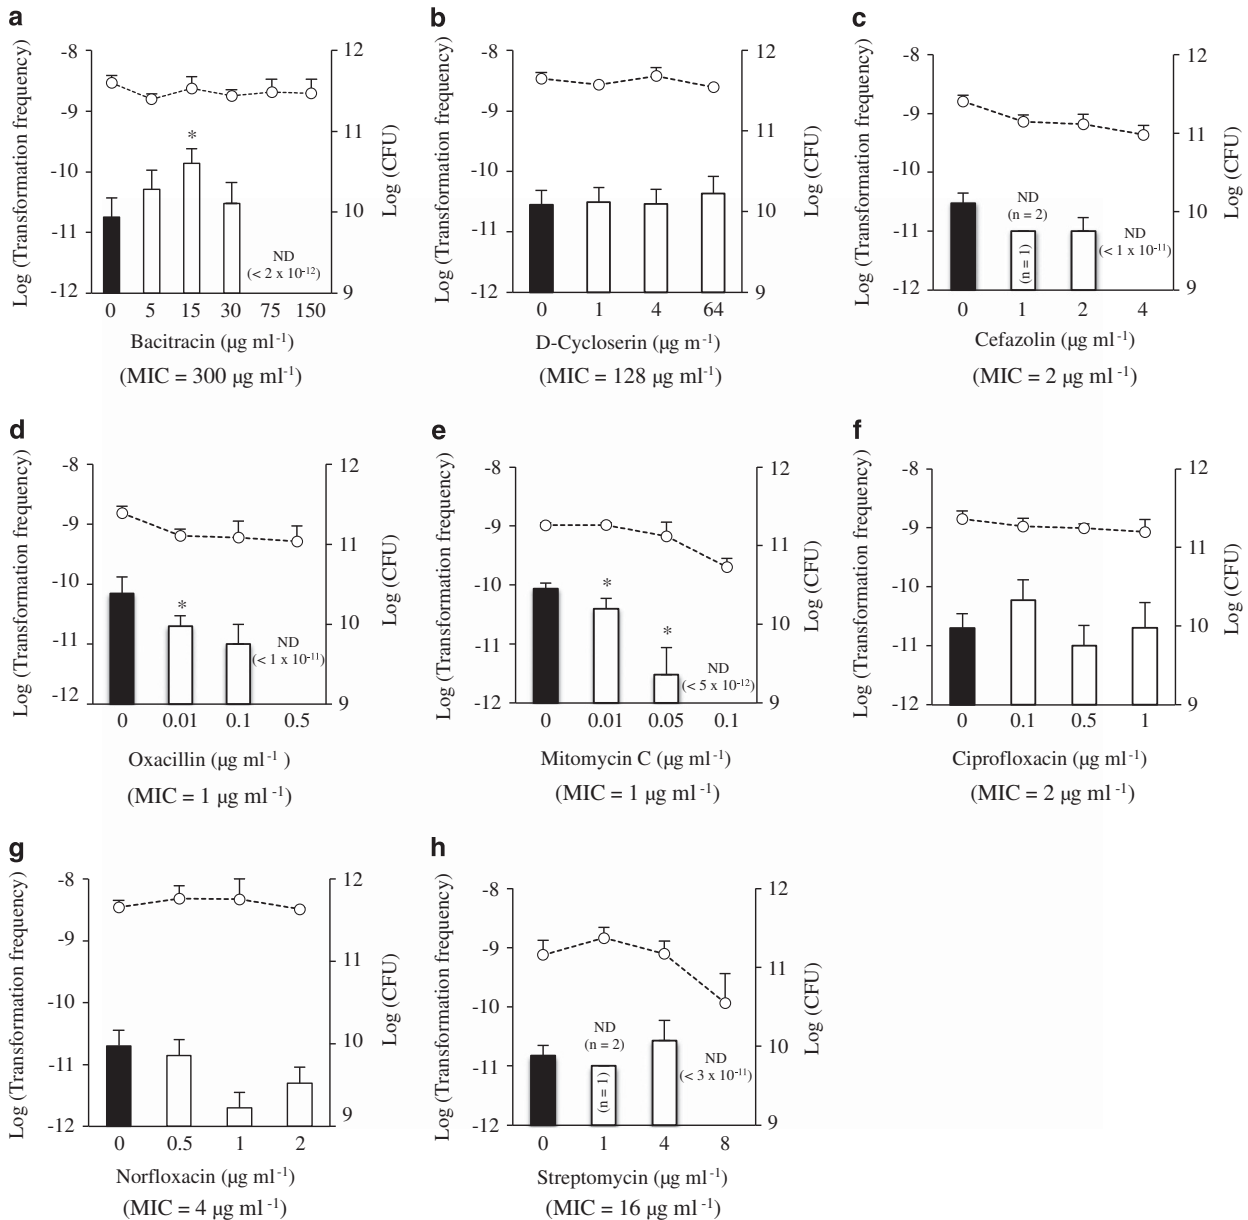 a
Log (Transformation frequency)
-8
-9
-10
-11
-12
12
11
10
9
Log (CFU)
*
ND
(< 2 x 10-12)
0 5 15 30 75 150
Bacitracin (µg ml-1)
(MIC = 300 µg ml-1)
b
Log (Transformation frequency)
-8
-9
-10
-11
-12
12
11
10
9
Log (CFU)
0 1 4 64
D-Cycloserin (µg m-1)
(MIC = 128 µg ml-1)
c
Log (Transformation frequency)
-8
-9
-10
-11
-12
12
11
10
9
Log (CFU)
ND
(n = 2)
(n = 1)
ND
(< 1 x 10-11)
0 1 2 4
Cefazolin (µg ml-1)
(MIC = 2 µg ml-1)
d
Log (Transformation frequency)
-8
-9
-10
-11
-12
12
11
10
9
Log (CFU)
*
ND
(< 1 x 10-11)
0 0.01 0.1 0.5
Oxacillin (µg ml-1 )
(MIC = 1 µg ml-1)
e
Log (Transformation frequency)
-8
-9
-10
-11
-12
12
11
10
9
Log (CFU)
*
*
ND
(< 5 x 10-12)
0 0.01 0.05 0.1
Mitomycin C (µg ml-1)
(MIC = 1 µg ml-1)
f
Log (Transformation frequency)
-8
-9
-10
-11
-12
12
11
10
9
Log (CFU)
0 0.1 0.5 1
Ciprofloxacin (µg ml-1)
(MIC = 2 µg ml-1)
g
Log (Transformation frequency)
-8
-9
-10
-11
-12
12
11
10
9
Log (CFU)
0 0.5 1 2
Norfloxacin (µg ml-1)
(MIC = 4 µg ml-1)
h
Log (Transformation frequency)
-8
-9
-10
-11
-12
12
11
10
9
Log (CFU)
ND
(n = 2)
(n = 1)
ND
(< 3 x 10-11)
0 1 4 8
Streptomycin (µg ml-1)
(MIC = 16 µg ml-1)